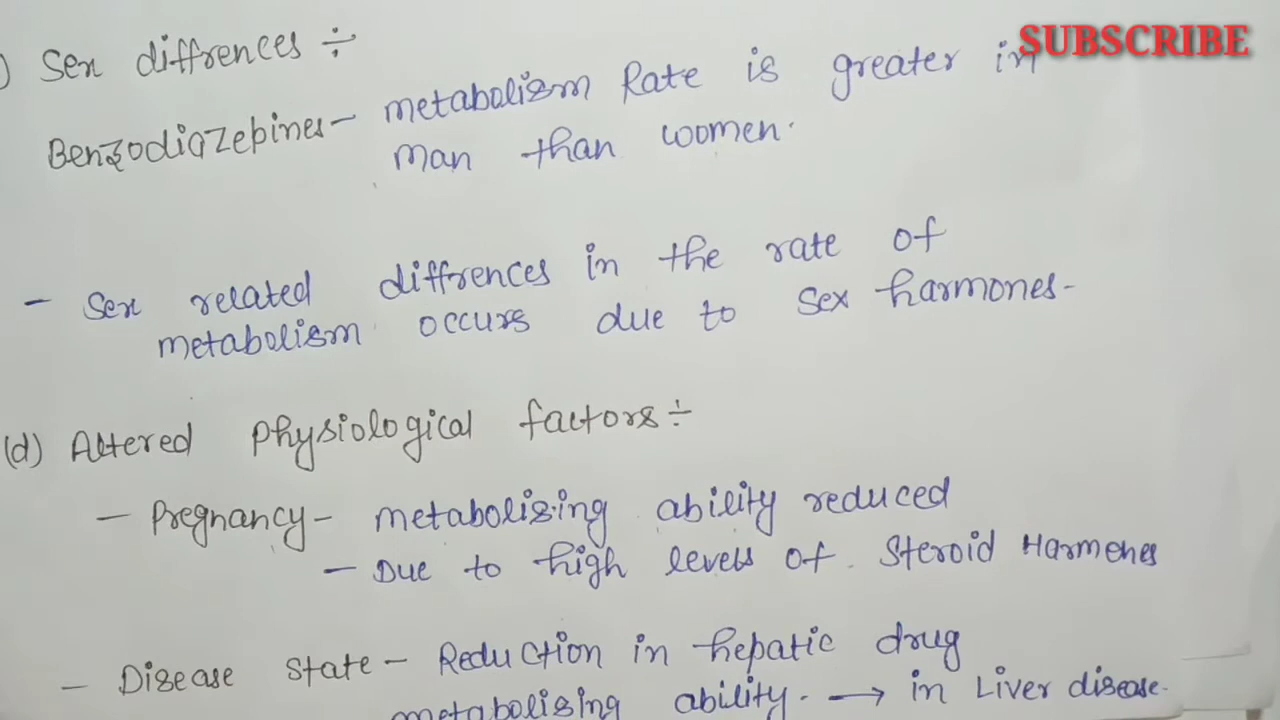 SUBSCRIBE
) Sex diffrences ÷
Benzodiazepines - metabolism Rate is greater in
man than women.
- Sex related diffrences in the rate of
metabolism occurs due to sex harmones -
(d) Altered Physiological factors ÷
- Pregnancy - metabolising ability reduced
- Due to high levels of Steroid Harmones
- Disease state - Reduction in hepatic drug
metabolising ability. → in Liver disease.